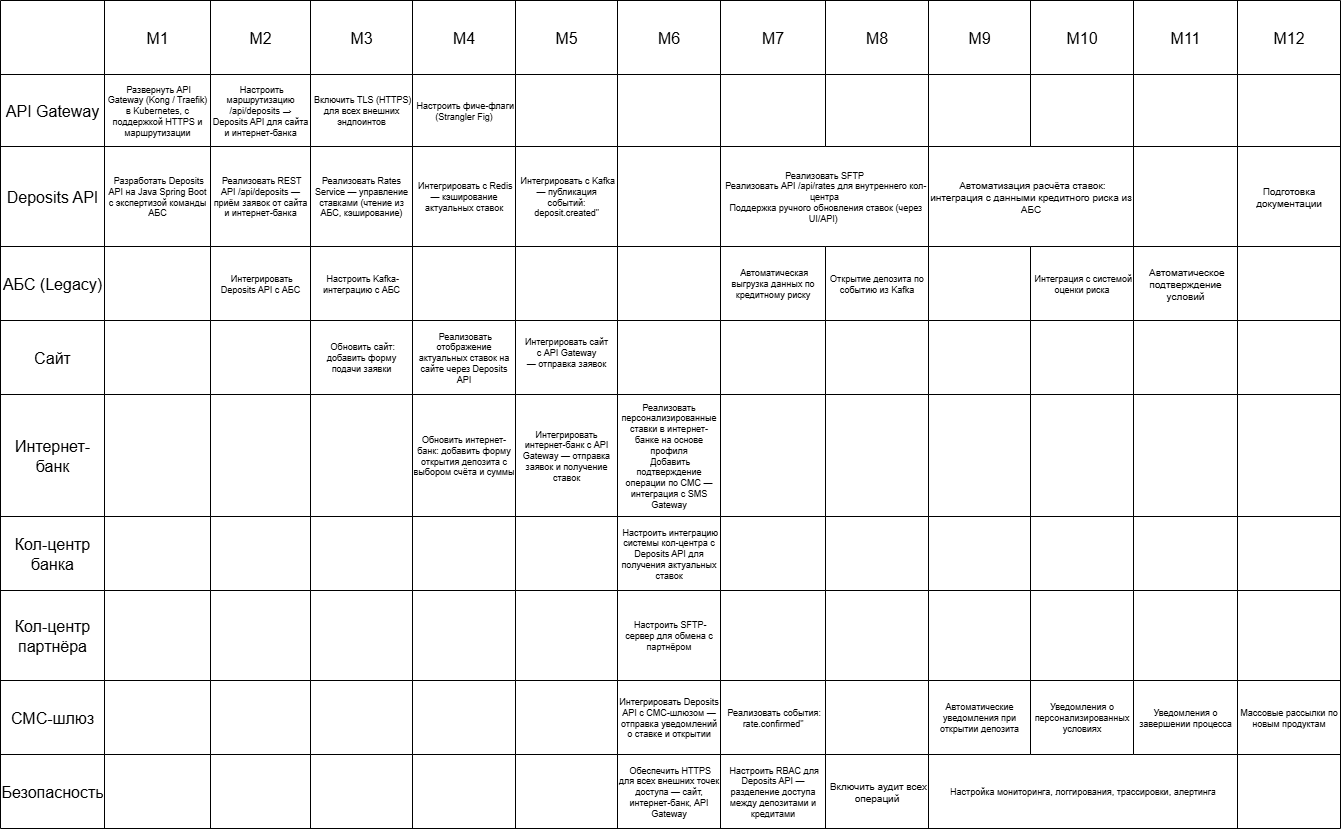 M1
M2
M3
M4
M5
M6
M7
M8
M9
M10
M11
M12
API Gateway
Развернуть API
Gateway (Kong / Traefik)
в Kubernetes, с
поддержкой HTTPS и
маршрутизации
Настроить
маршрутизацию
/api/deposits →
Deposits API для сайта
и интернет-банка
Включить TLS (HTTPS)
для всех внешних
эндпоинтов
Настроить фиче-флаги
(Strangler Fig)
Deposits API
Разработать Deposits
API на Java Spring Boot
с экспертизой команды
АБС
Реализовать REST
API /api/deposits —
приём заявок от сайта
и интернет-банка
Реализовать Rates
Service — управление
ставками (чтение из
АБС, кэширование)
Интегрировать с Redis
— кэширование
актуальных ставок
Интегрировать с Kafka
— публикация
событий:
deposit.created"
Реализовать SFTP
Реализовать API /api/rates для внутреннего кол-
центра
Поддержка ручного обновления ставок (через
UI/API)
Автоматизация расчёта ставок:
интеграция с данными кредитного риска из
АБС
Подготовка
документации
АБС (Legacy)
Интегрировать
Deposits API с АБС
Настроить Kafka-
интеграцию с АБС
Автоматическая
выгрузка данных по
кредитному риску
Открытие депозита по
событию из Kafka
Интеграция с системой
оценки риска
Автоматическое
подтверждение
условий
Сайт
Обновить сайт:
добавить форму
подачи заявки
Реализовать
отображение
актуальных ставок на
сайте через Deposits
API
Интегрировать сайт
с API Gateway
— отправка заявок
Интернет-
банк
Обновить интернет-
банк: добавить форму
открытия депозита с
выбором счёта и суммы
Интегрировать
интернет-банк с API
Gateway — отправка
заявок и получение
ставок
Реализовать
персонализированные
ставки в интернет-
банке на основе
профиля
Добавить
подтверждение
операции по СМС —
интеграция с SMS
Gateway
Кол-центр
банка
Настроить интеграцию
системы кол-центра с
Deposits API для
получения актуальных
ставок
Кол-центр
партнёра
Настроить SFTP-
сервер для обмена с
партнёром
СМС-шлюз
Интегрировать Deposits
API с СМС-шлюзом —
отправка уведомлений
о ставке и открытии
Реализовать события:
rate.confirmed"
Автоматические
уведомления при
открытии депозита
Уведомления о
персонализированных
условиях
Уведомления о
завершении процесса
Массовые рассылки по
новым продуктам
Безопасность
Обеспечить HTTPS
для всех внешних точек
доступа — сайт,
интернет-банк, API
Gateway
Настроить RBAC для
Deposits API —
разделение доступа
между депозитами и
кредитами
Включить аудит всех
операций
Настройка мониторинга, логгирования, трассировки, алертинга